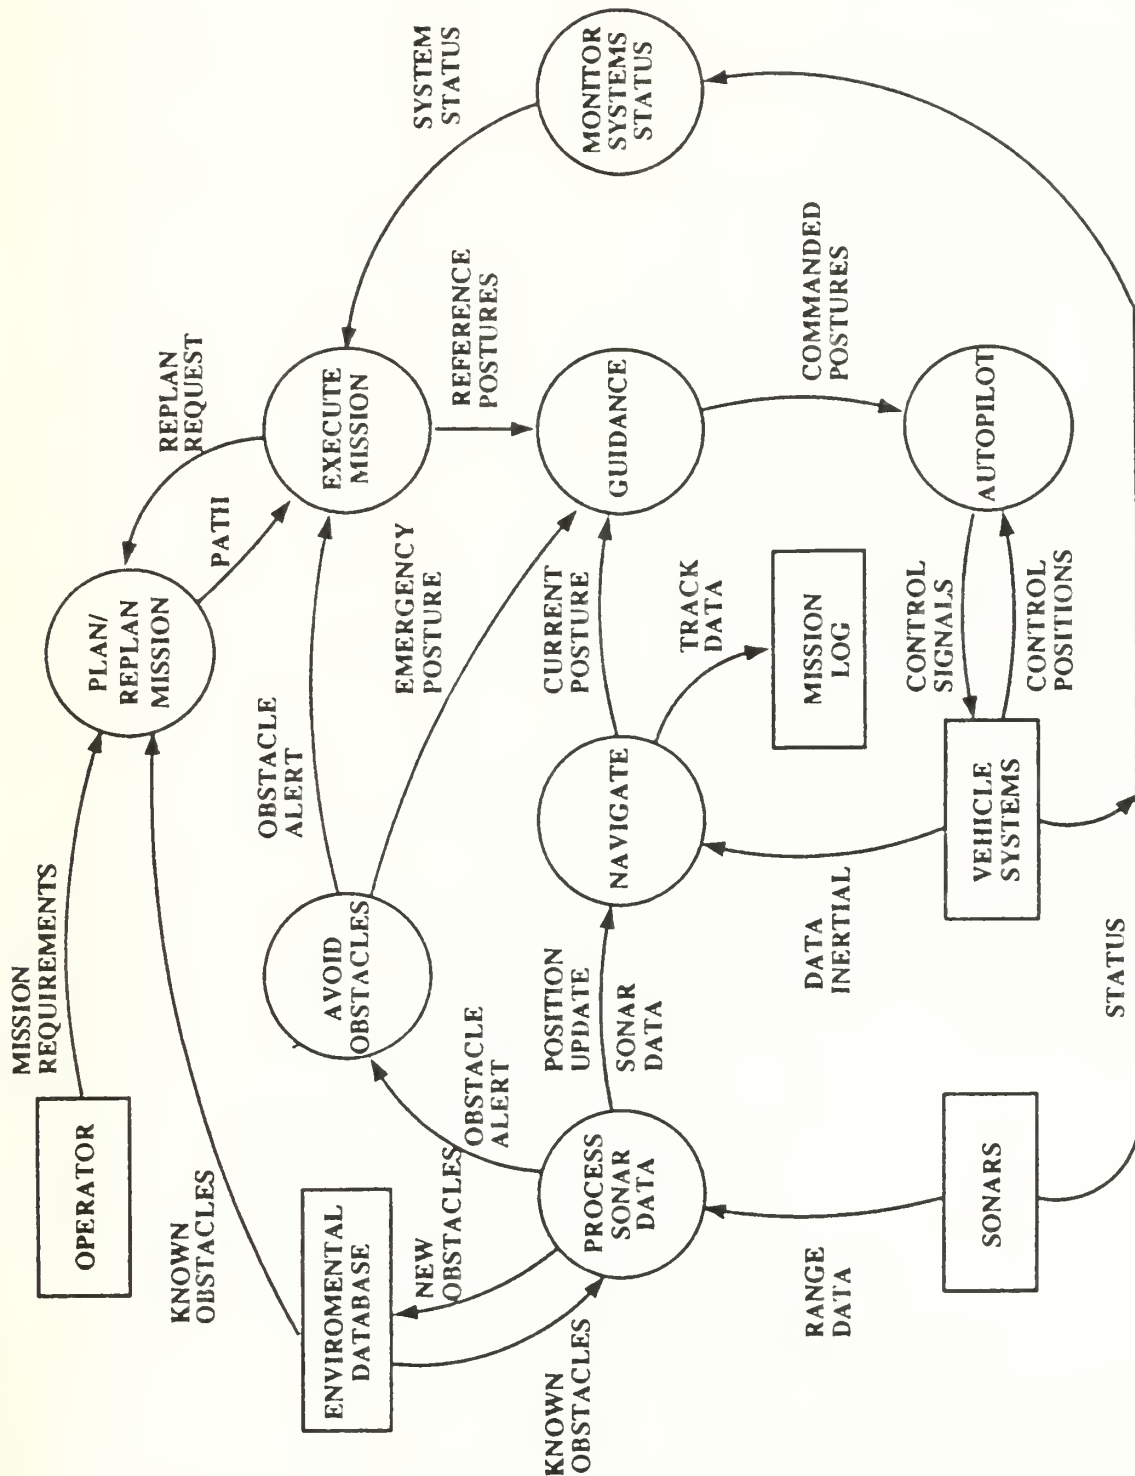 MISSION
REQUIREMENTS
OPERATOR
KNOWN
OBSTACLES
PLAN/
REPLAN
MISSION
REPLAN
REQUEST
PATH
ENVIROMENTAL
DATABASE
AVOID
OBSTACLES
OBSTACLE
ALERT
EXECUTE
MISSION
SYSTEM
STATUS
NEW
OBSTACLES
OBSTACLE
ALERT
EMERGENCY
POSTURE
REFERENCE
POSTURES
KNOWN
OBSTACLES
PROCESS
SONAR
DATA
POSITION
UPDATE
SONAR
DATA
NAVIGATE
CURRENT
POSTURE
GUIDANCE
MONITOR
SYSTEMS
STATUS
TRACK
DATA
MISSION
LOG
RANGE
DATA
DATA
INERTIAL
COMMANDED
POSTURES
SONARS
VEHICLE
SYSTEMS
CONTROL
SIGNALS
CONTROL
POSITIONS
AUTOPILOT
STATUS